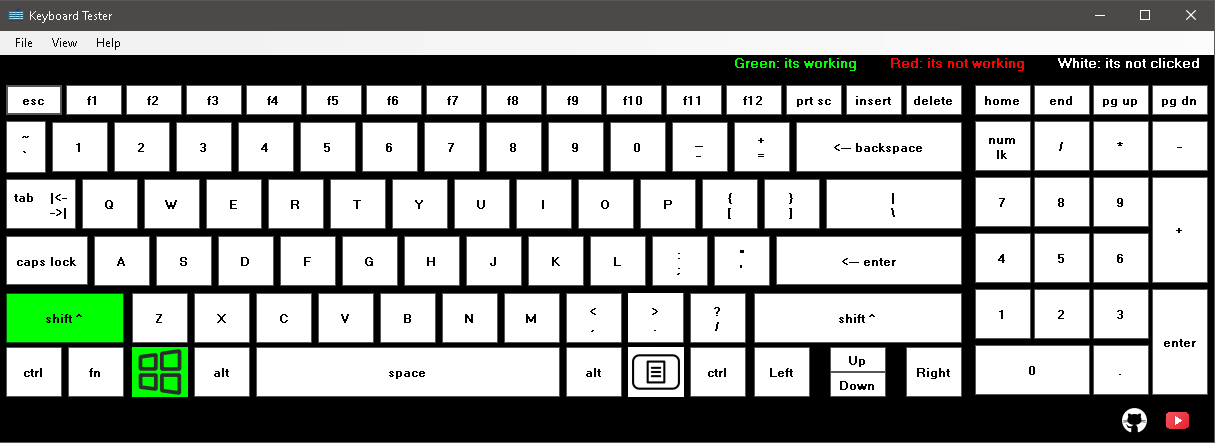 Keyboard Tester
File View Help
Green: its working Red: its not working White: its not clicked
esc f1 f2 f3 f4 f5 f6 f7 f8 f9 f10 f11 f12 prt sc insert delete home end pg up pg dn
~
` 1 2 3 4 5 6 7 8 9 0 _
- +
= <— backspace num
lk / * -
tab |<-
->| Q W E R T Y U I O P {
[ }
] |
\ 7 8 9 +
caps lock A S D F G H J K L :
; "
' <— enter 4 5 6
shift ^ Z X C V B N M <
, >
. ?
/ shift ^ 1 2 3 enter
ctrl fn alt space alt ctrl Left Up
Down Right 0 .